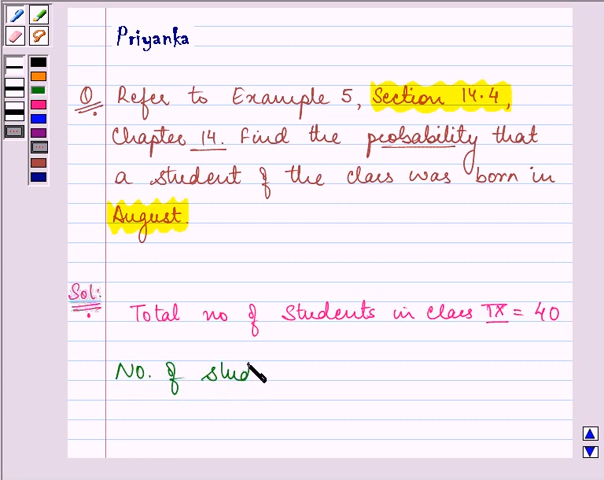 Priyanka
Q Refer to Example 5, Section 14.4,
Chapter 14. Find the probability that
a student of the class was born in
August.
Sol:
Total no of Students in class IX = 40
No. of stud